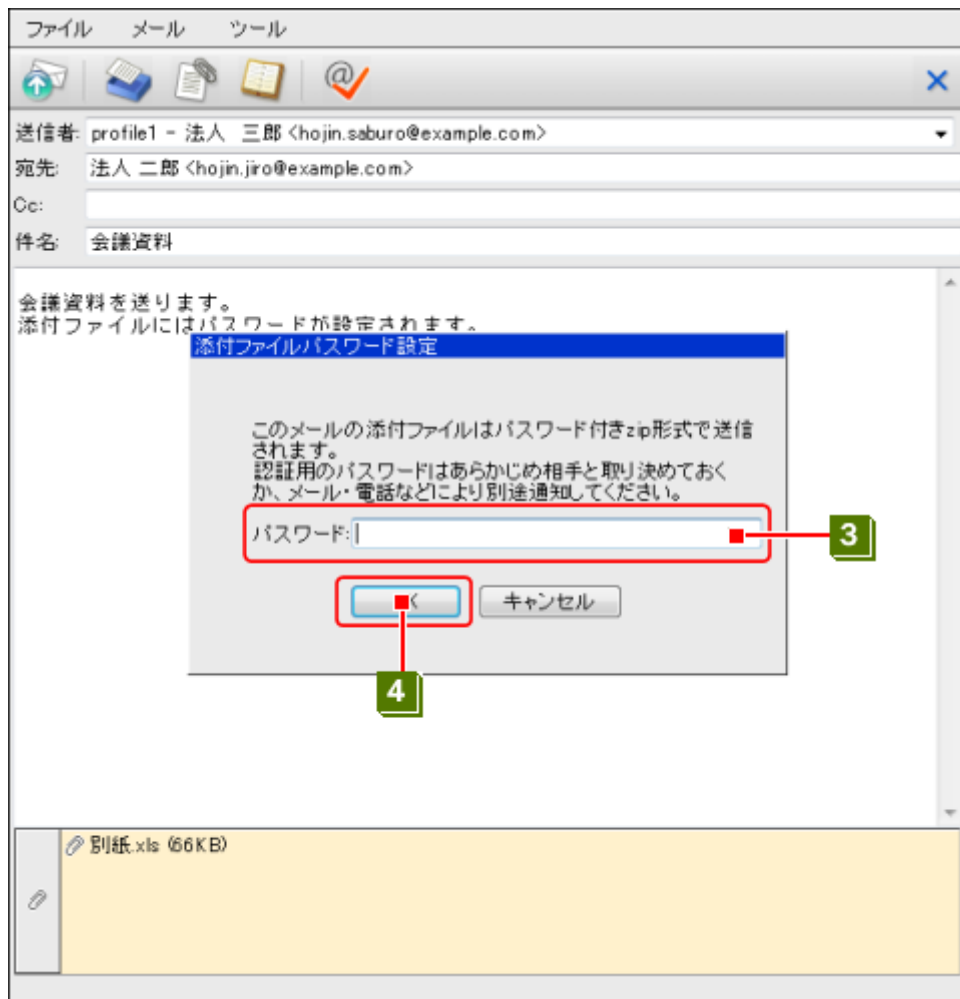 ファイル メール ツール
送信者: profile1 - 法人 三郎 <hojin.saburo@example.com>
宛先: 法人 二郎 <hojin.jiro@example.com>
Cc:
件名: 会議資料
会議資料を送ります。
添付ファイルにはパスワードが設定されます。
添付ファイルパスワード設定
このメールの添付ファイルはパスワード付きzip形式で送信
されます。
認証用のパスワードはあらかじめ相手と取り決めておく
か、メール・電話などにより別途通知してください。
パスワード:
3
キャンセル
4
別紙.xls (66KB)